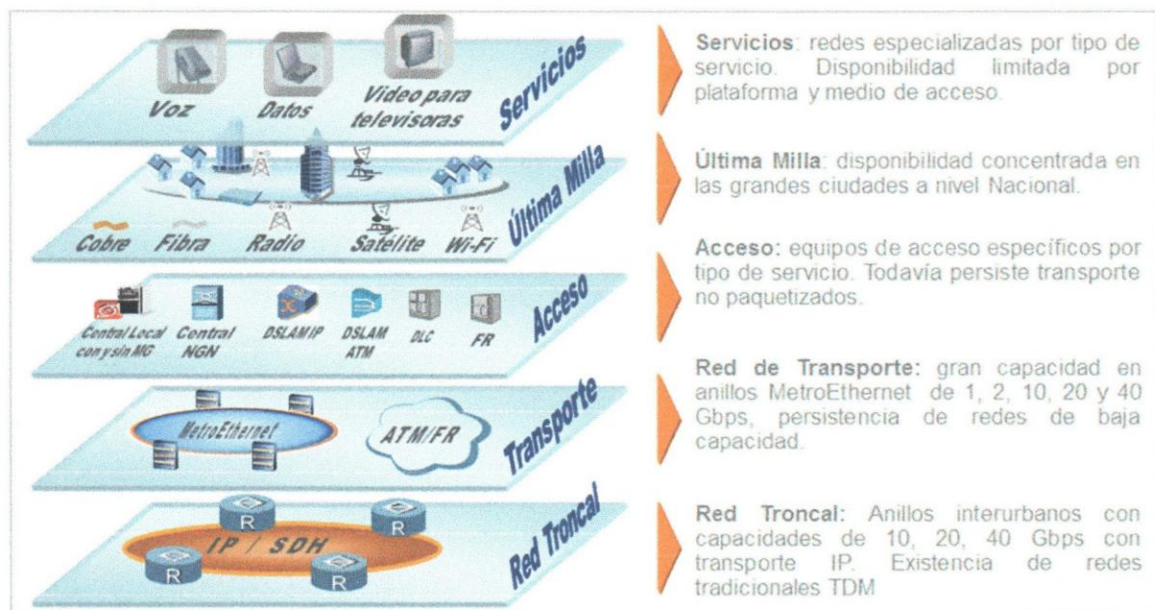 Voz
Datos
Video para
televisoras
Servicios
Servicios: redes especializadas por tipo de
servicio. Disponibilidad limitada por
plataforma y medio de acceso.
Cobre
Fibra
Radio
Satélite
Wi-Fi
Última Milla
Última Milla: disponibilidad concentrada en
las grandes ciudades a nivel Nacional.
Central Local
con y sin MG
Central
NGN
DSLAM IP
DSLAM
ATM
DLC
FR
Acceso
Acceso: equipos de acceso específicos por
tipo de servicio. Todavía persiste transporte
no paquetizados.
MetroEthernet
ATM/FR
Transporte
Red de Transporte: gran capacidad en
anillos MetroEthernet de 1, 2, 10, 20 y 40
Gbps, persistencia de redes de baja
capacidad.
R
R
IP / SDH
R
R
Red Troncal
Red Troncal: Anillos interurbanos con
capacidades de 10, 20, 40 Gbps con
transporte IP. Existencia de redes
tradicionales TDM